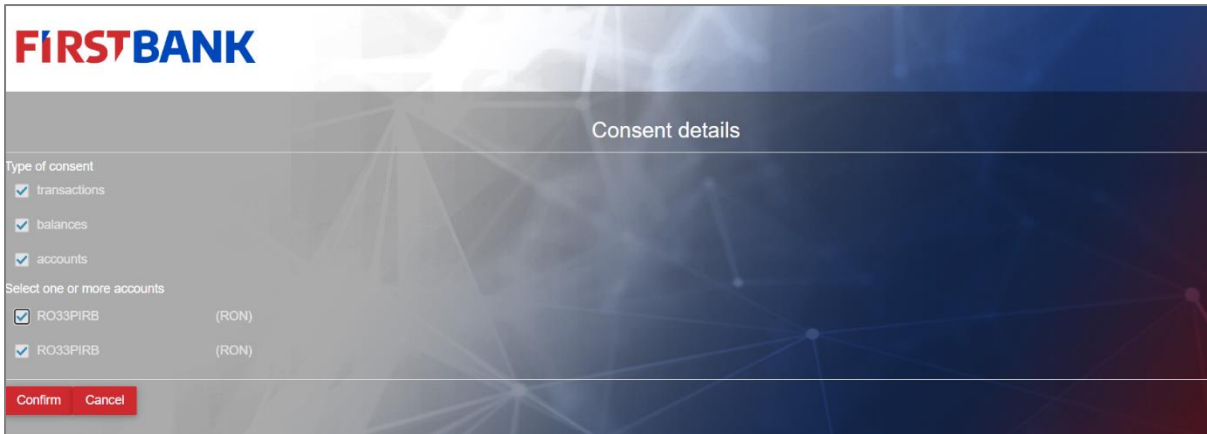 FIRSTBANK
Consent details
Type of consent
transactions
balances
accounts
Select one or more accounts
RO33PIRB (RON)
RO33PIRB (RON)
Confirm Cancel